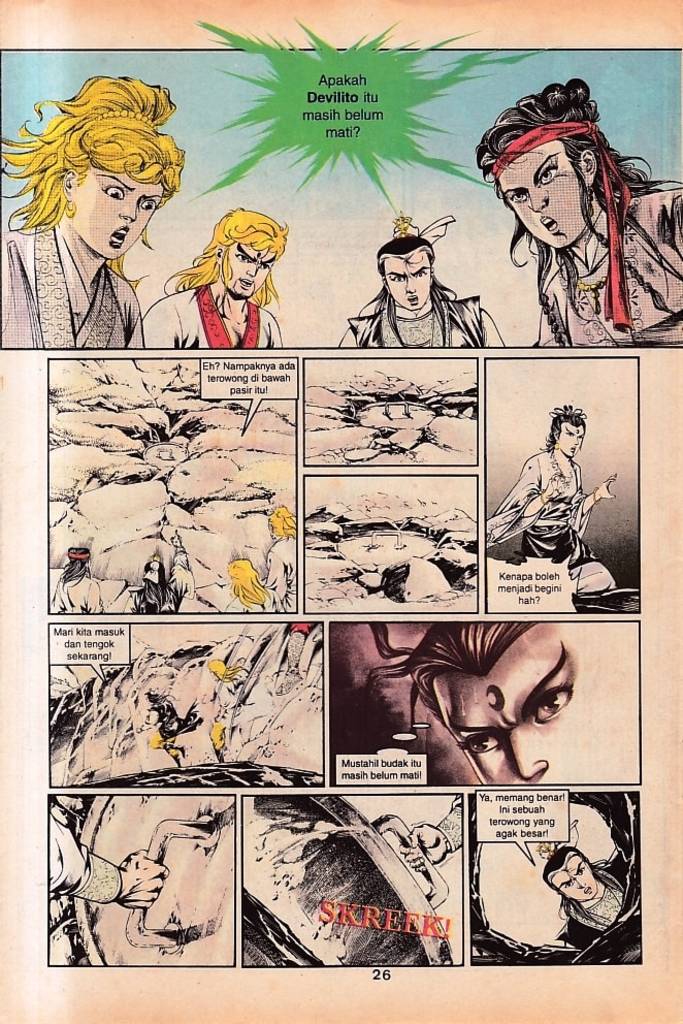 Apakah
Devilito itu
masih belum
mati?
Eh? Nampaknya ada
terowong di bawah
pasir itu!
Kenapa boleh
menjadi begini
hah?
Mari kita masuk
dan tengok
sekarang!
Mustahil budak itu
masih belum mati!
SKREEK!
Ya, memang benar!
Ini sebuah
terowong yang
agak besar!
26